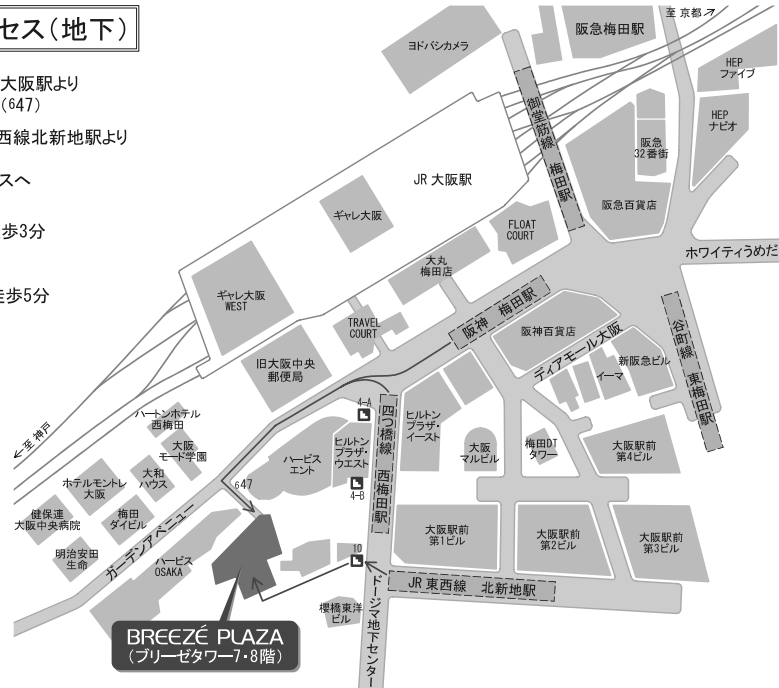 セス(地下)
大阪駅より
(647)
西線北新地駅より
スへ
歩3分
徒歩5分
至 京都
ヨドバシカメラ
阪急梅田駅
HEP
ファイブ
御堂筋線 梅田駅
阪急
32番街
HEP
ナビオ
JR 大阪駅
ギャレ大阪
阪急百貨店
FLOAT
COURT
ホワイティうめだ
大丸
梅田店
ギャレ大阪
WEST
阪神 梅田駅
TRAVEL
COURT
阪神百貨店
ディアモール大阪
谷町線 東梅田駅
旧大阪中央
郵便局
新阪急ビル
イーマ
4-A
四つ橋線 西梅田駅
ヒルトン
プラザ・
イースト
ハートンホテル
西梅田
至 神戸
大阪
モード学園
ハービス
エント
ヒルトン
プラザ・
ウエスト
大阪
マルビル
梅田DT
タワー
大阪駅前
第4ビル
大和
ハウス
ホテルモントレ
大阪
647
4-B
健保連
大阪中央病院
梅田
ダイビル
ガーデンアベニュー
大阪駅前
第1ビル
大阪駅前
第2ビル
大阪駅前
第3ビル
明治安田
生命
ハービス
OSAKA
10
JR 東西線 北新地駅
ドージマ地下センター
櫻橋東洋
ビル
BREEZÉ PLAZA
(ブリーゼタワー7・8階)